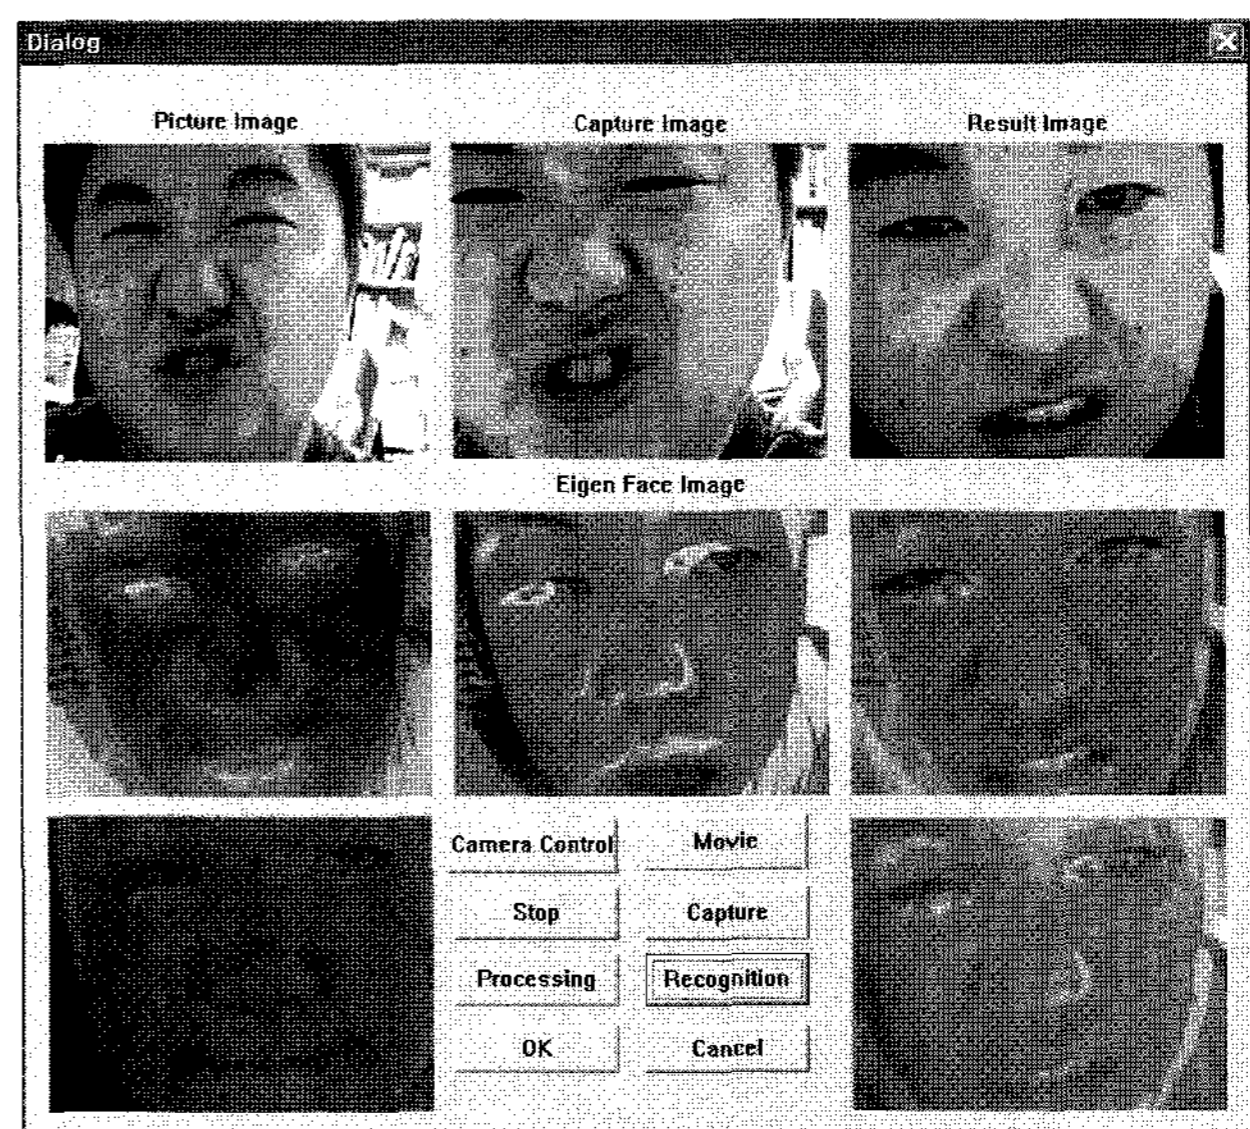 Dialog
Picture Image
Capture Image
Result Image
Eigen Face Image
Camera Control
Movie
Stop
Capture
Processing
Recognition
OK
Cancel